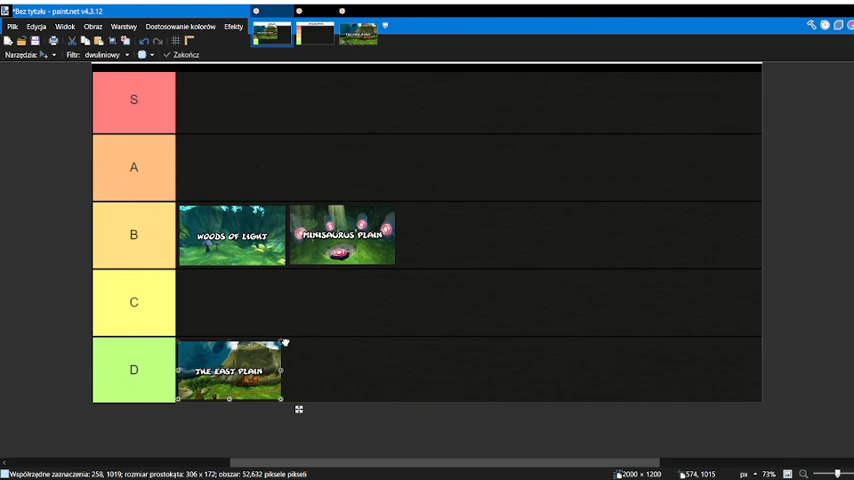 *Bez tytułu - paint.net v4.3.12
Plik Edycja Widok Obraz Warstwy Dostosowanie kolorów Efekty
Narzędzia: Filtr: dwuliniowy Zakończ
S
A
B
WOODS OF LIGHT
MINISAURUS PLAIN
C
D
THE EAST PLAIN
Współrzędne zaznaczenia: 258, 1019; rozmiar prostokąta: 306 x 172; obszar: 52,632 piksele pikseli
2000 x 1200
574, 1015
px
73%